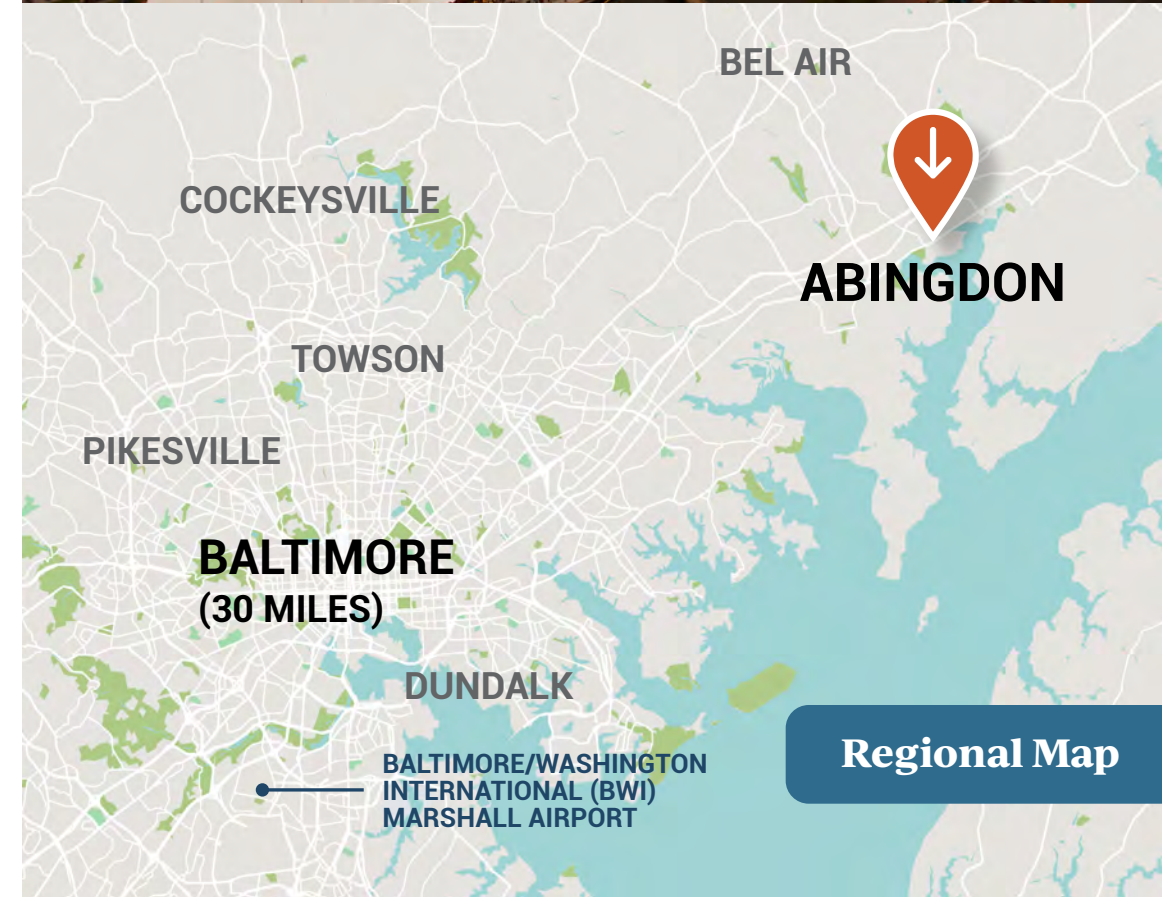 BEL AIR
COCKEYSVILLE
ABINGDON
TOWSON
PIKESVILLE
BALTIMORE
(30 MILES)
DUNDALK
Regional Map
BALTIMORE/WASHINGTON
INTERNATIONAL (BWI)
MARSHALL AIRPORT